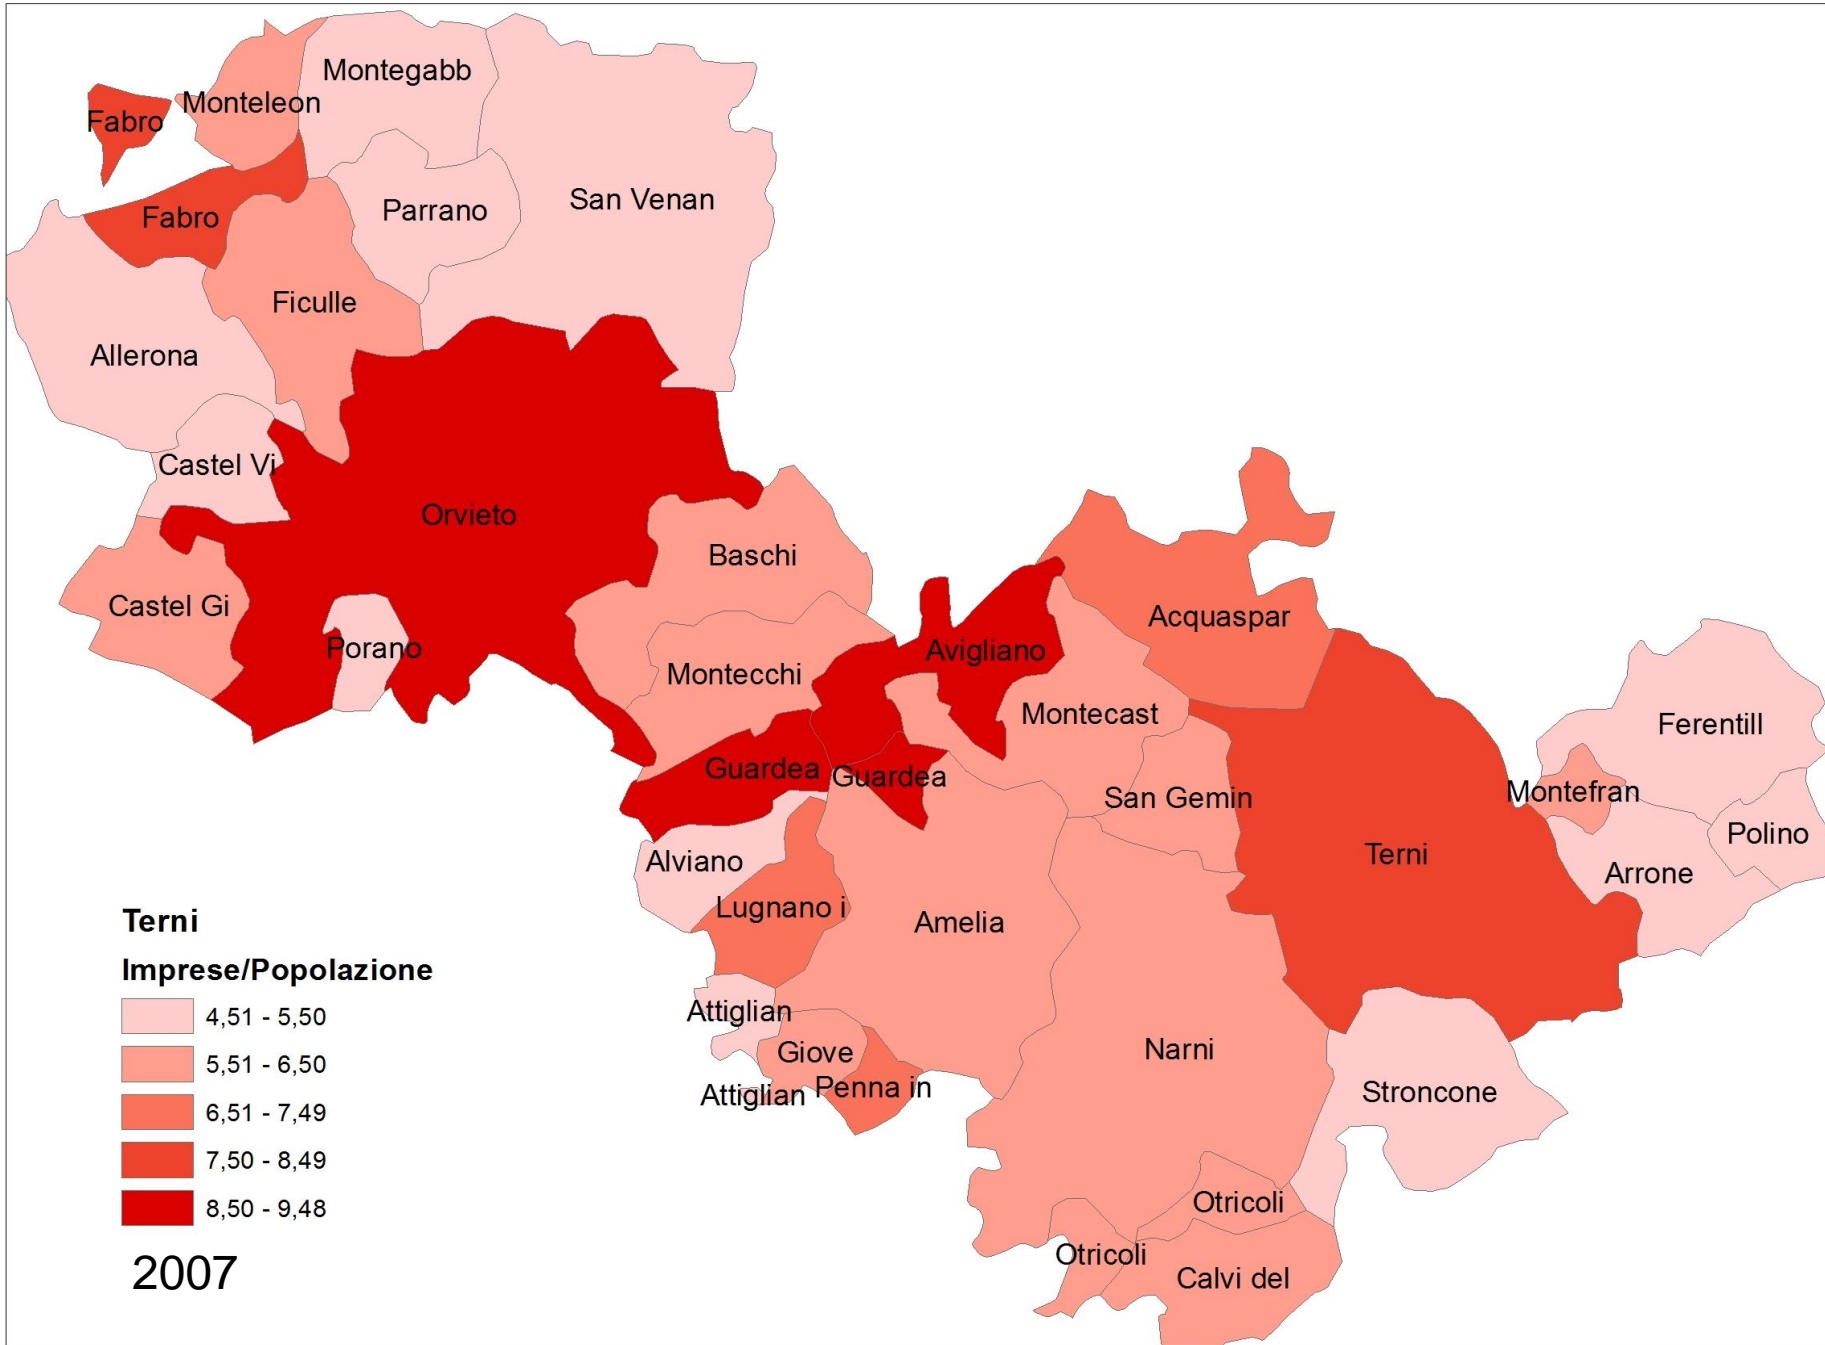 Montegabb
Monteleon
Fabro
San Venan
Parrano
Fabro
Ficulle
Allerona
Castel Vi
Orvieto
Baschi
Castel Gi
Acquaspar
Porano
Avigliano
Montecchi
Montecast
Ferentill
Guardea
Guardea
San Gemin
Montefran
Polino
Terni
Alviano
Arrone
Lugnano i
Amelia
Attiglian
Giove
Narni
Penna in
Attiglian
Stroncone
Otricoli
Otricoli
Calvi del
Terni
Imprese/Popolazione
4,51 - 5,50
5,51 - 6,50
6,51 - 7,49
7,50 - 8,49
8,50 - 9,48
2007